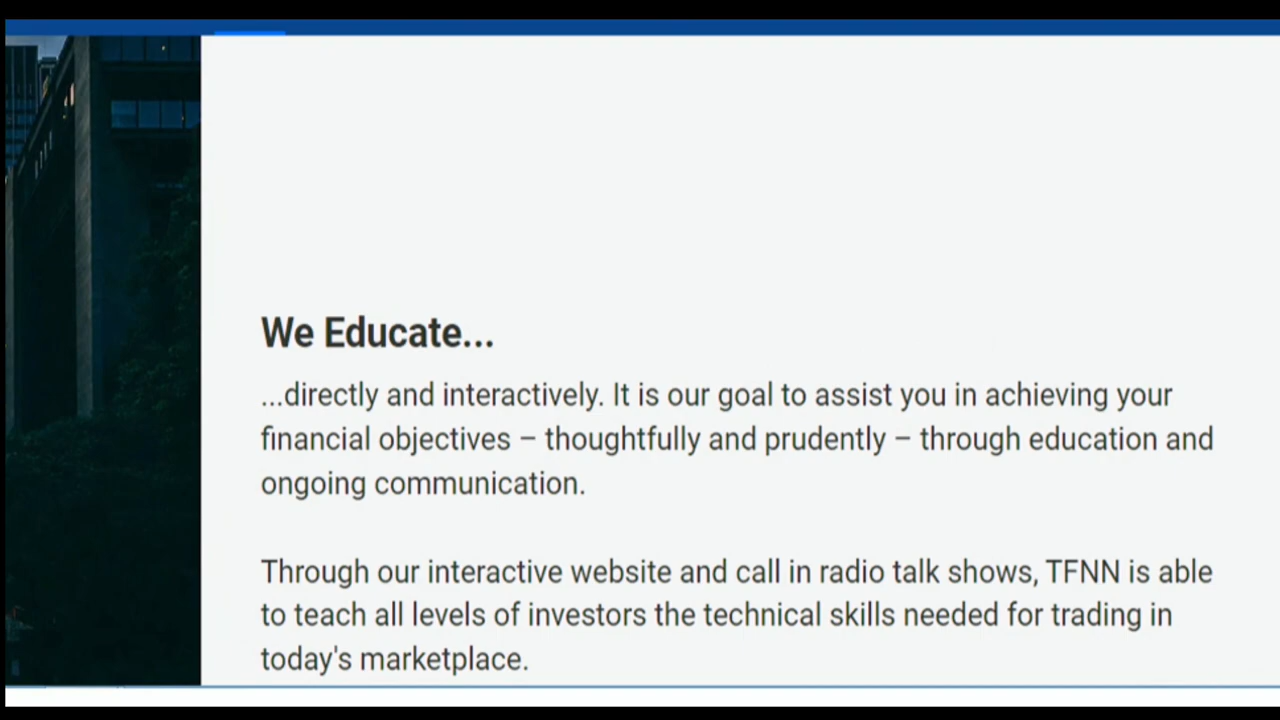 We Educate...
...directly and interactively. It is our goal to assist you in achieving your
financial objectives – thoughtfully and prudently – through education and
ongoing communication.
Through our interactive website and call in radio talk shows, TFNN is able
to teach all levels of investors the technical skills needed for trading in
today's marketplace.